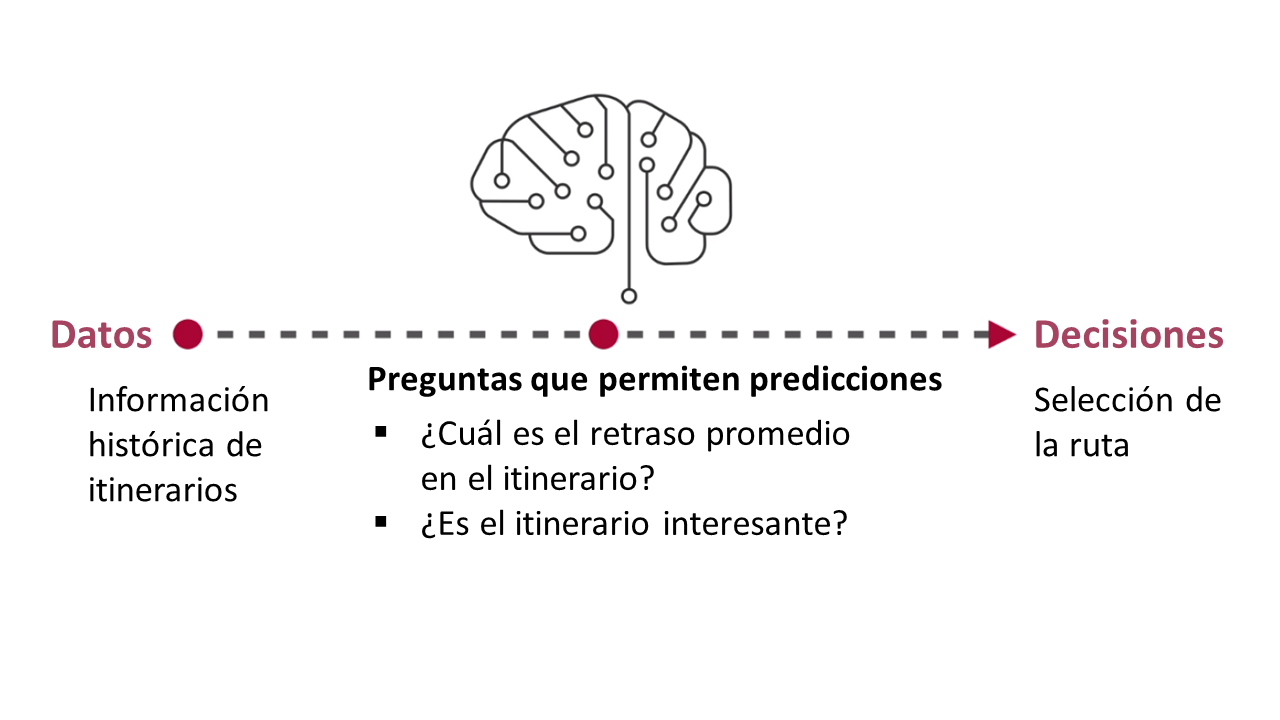 Datos
Decisiones
Información
histórica de
itinerarios
Preguntas que permiten predicciones
▪ ¿Cuál es el retraso promedio
en el itinerario?
▪ ¿Es el itinerario interesante?
Selección de
la ruta